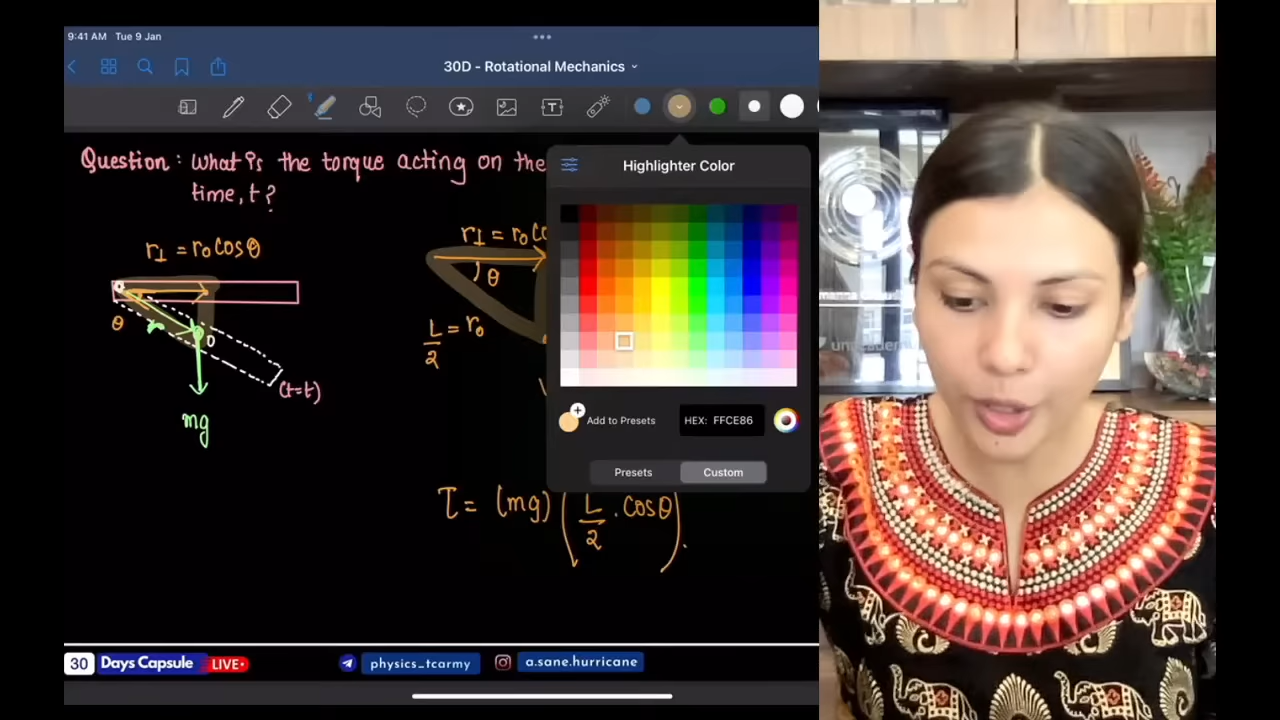 9:41 AM Tue 9 Jan
30D - Rotational Mechanics
Question: What is the torque acting on the
time, t?
Highlighter Color
r⊥ = r₀ cosθ
r⊥ = r₀
θ
θ
r
L/2 = r₀
(t=t)
mg
HEX: FFCE86
Add to Presets
Presets Custom
τ = (mg) (L/2 . cosθ).
30 Days Capsule LIVE
physics_tcarmy
a.sane.hurricane